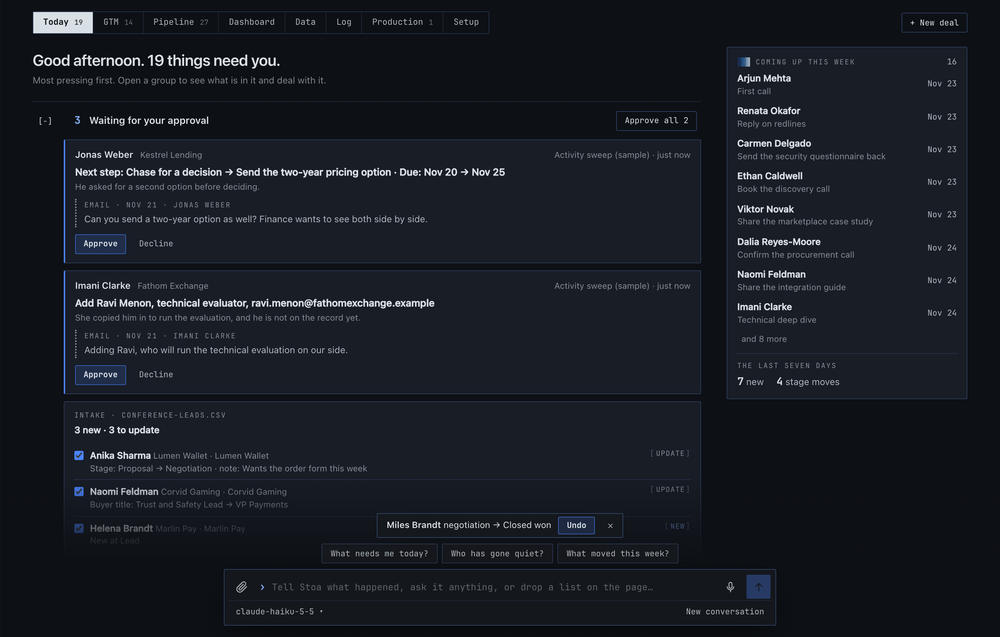 Today 19 GTM 14 Pipeline 27 Dashboard Data Log Production 1 Setup
+ New deal
Good afternoon. 19 things need you.
Most pressing first. Open a group to see what is in it and deal with it.
[-] 3 Waiting for your approval
Approve all 2
Jonas Weber Kestrel Lending
Activity sweep (sample) · just now
Next step: Chase for a decision → Send the two-year pricing option · Due: Nov 20 → Nov 25
He asked for a second option before deciding.
EMAIL · NOV 21 · JONAS WEBER
Can you send a two-year option as well? Finance wants to see both side by side.
Approve Decline
Imani Clarke Fathom Exchange
Activity sweep (sample) · just now
Add Ravi Menon, technical evaluator, ravi.menon@fathomexchange.example
She copied him in to run the evaluation, and he is not on the record yet.
EMAIL · NOV 21 · IMANI CLARKE
Adding Ravi, who will run the technical evaluation on our side.
Approve Decline
INTAKE · CONFERENCE-LEADS.CSV
3 new · 3 to update
Anika Sharma Lumen Wallet · Lumen Wallet
[UPDATE]
Stage: Proposal → Negotiation · note: Wants the order form this week
Naomi Feldman Corvid Gaming · Corvid Gaming
[UPDATE]
Buyer title: Trust and Safety Lead → VP Payments
Helena Brandt Marlin Pay · Marlin Pay
[NEW]
New at Lead
COMING UP THIS WEEK 16
Arjun Mehta
First call
Nov 23
Renata Okafor
Reply on redlines
Nov 23
Carmen Delgado
Send the security questionnaire back
Nov 23
Ethan Caldwell
Book the discovery call
Nov 23
Viktor Novak
Share the marketplace case study
Nov 23
Dalia Reyes-Moore
Confirm the procurement call
Nov 24
Naomi Feldman
Share the integration guide
Nov 24
Imani Clarke
Technical deep dive
Nov 24
and 8 more
THE LAST SEVEN DAYS
7 new 4 stage moves
Miles Brandt negotiation → Closed won Undo ×
What needs me today? Who has gone quiet? What moved this week?
› Tell Stoa what happened, ask it anything, or drop a list on the page…
claude-haiku-5-5
New conversation